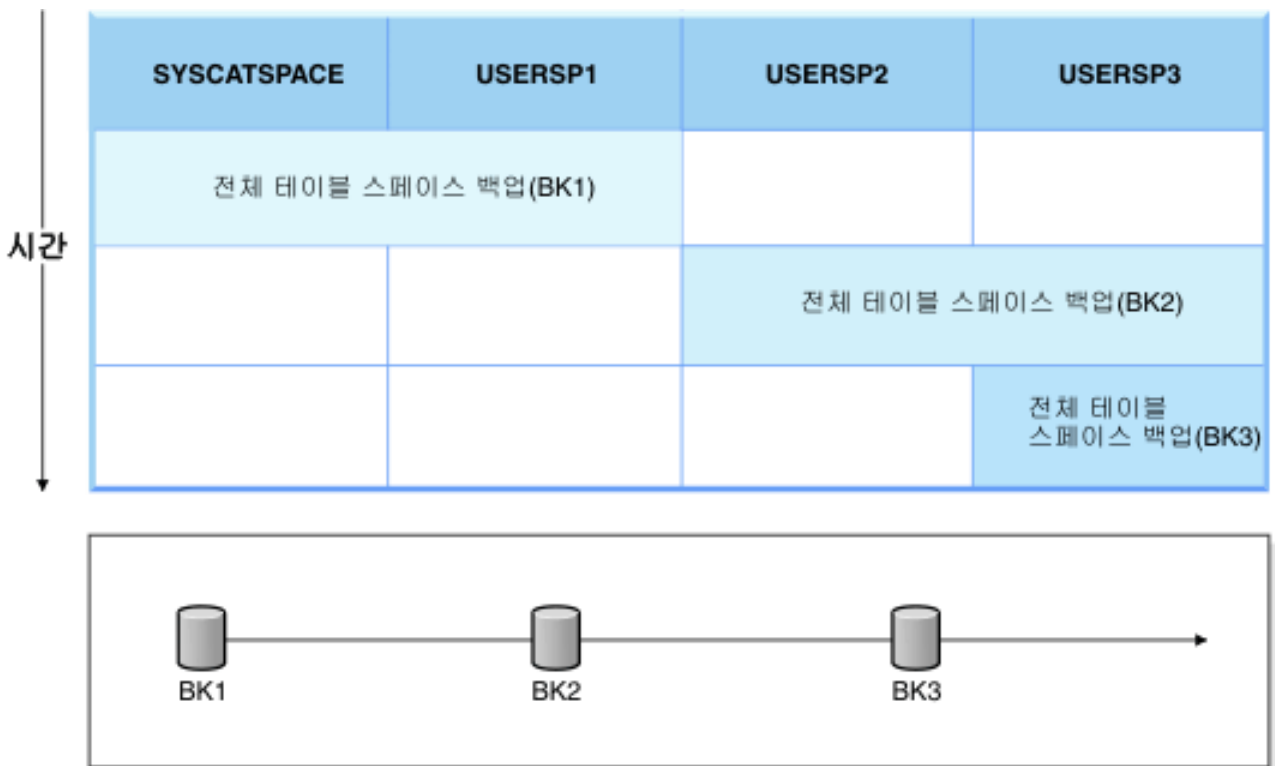 SYSCATSPACE
USERSP1
USERSP2
USERSP3
전체 테이블 스페이스 백업(BK1)
시간
전체 테이블 스페이스 백업(BK2)
전체 테이블
스페이스 백업(BK3)
BK1
BK2
BK3